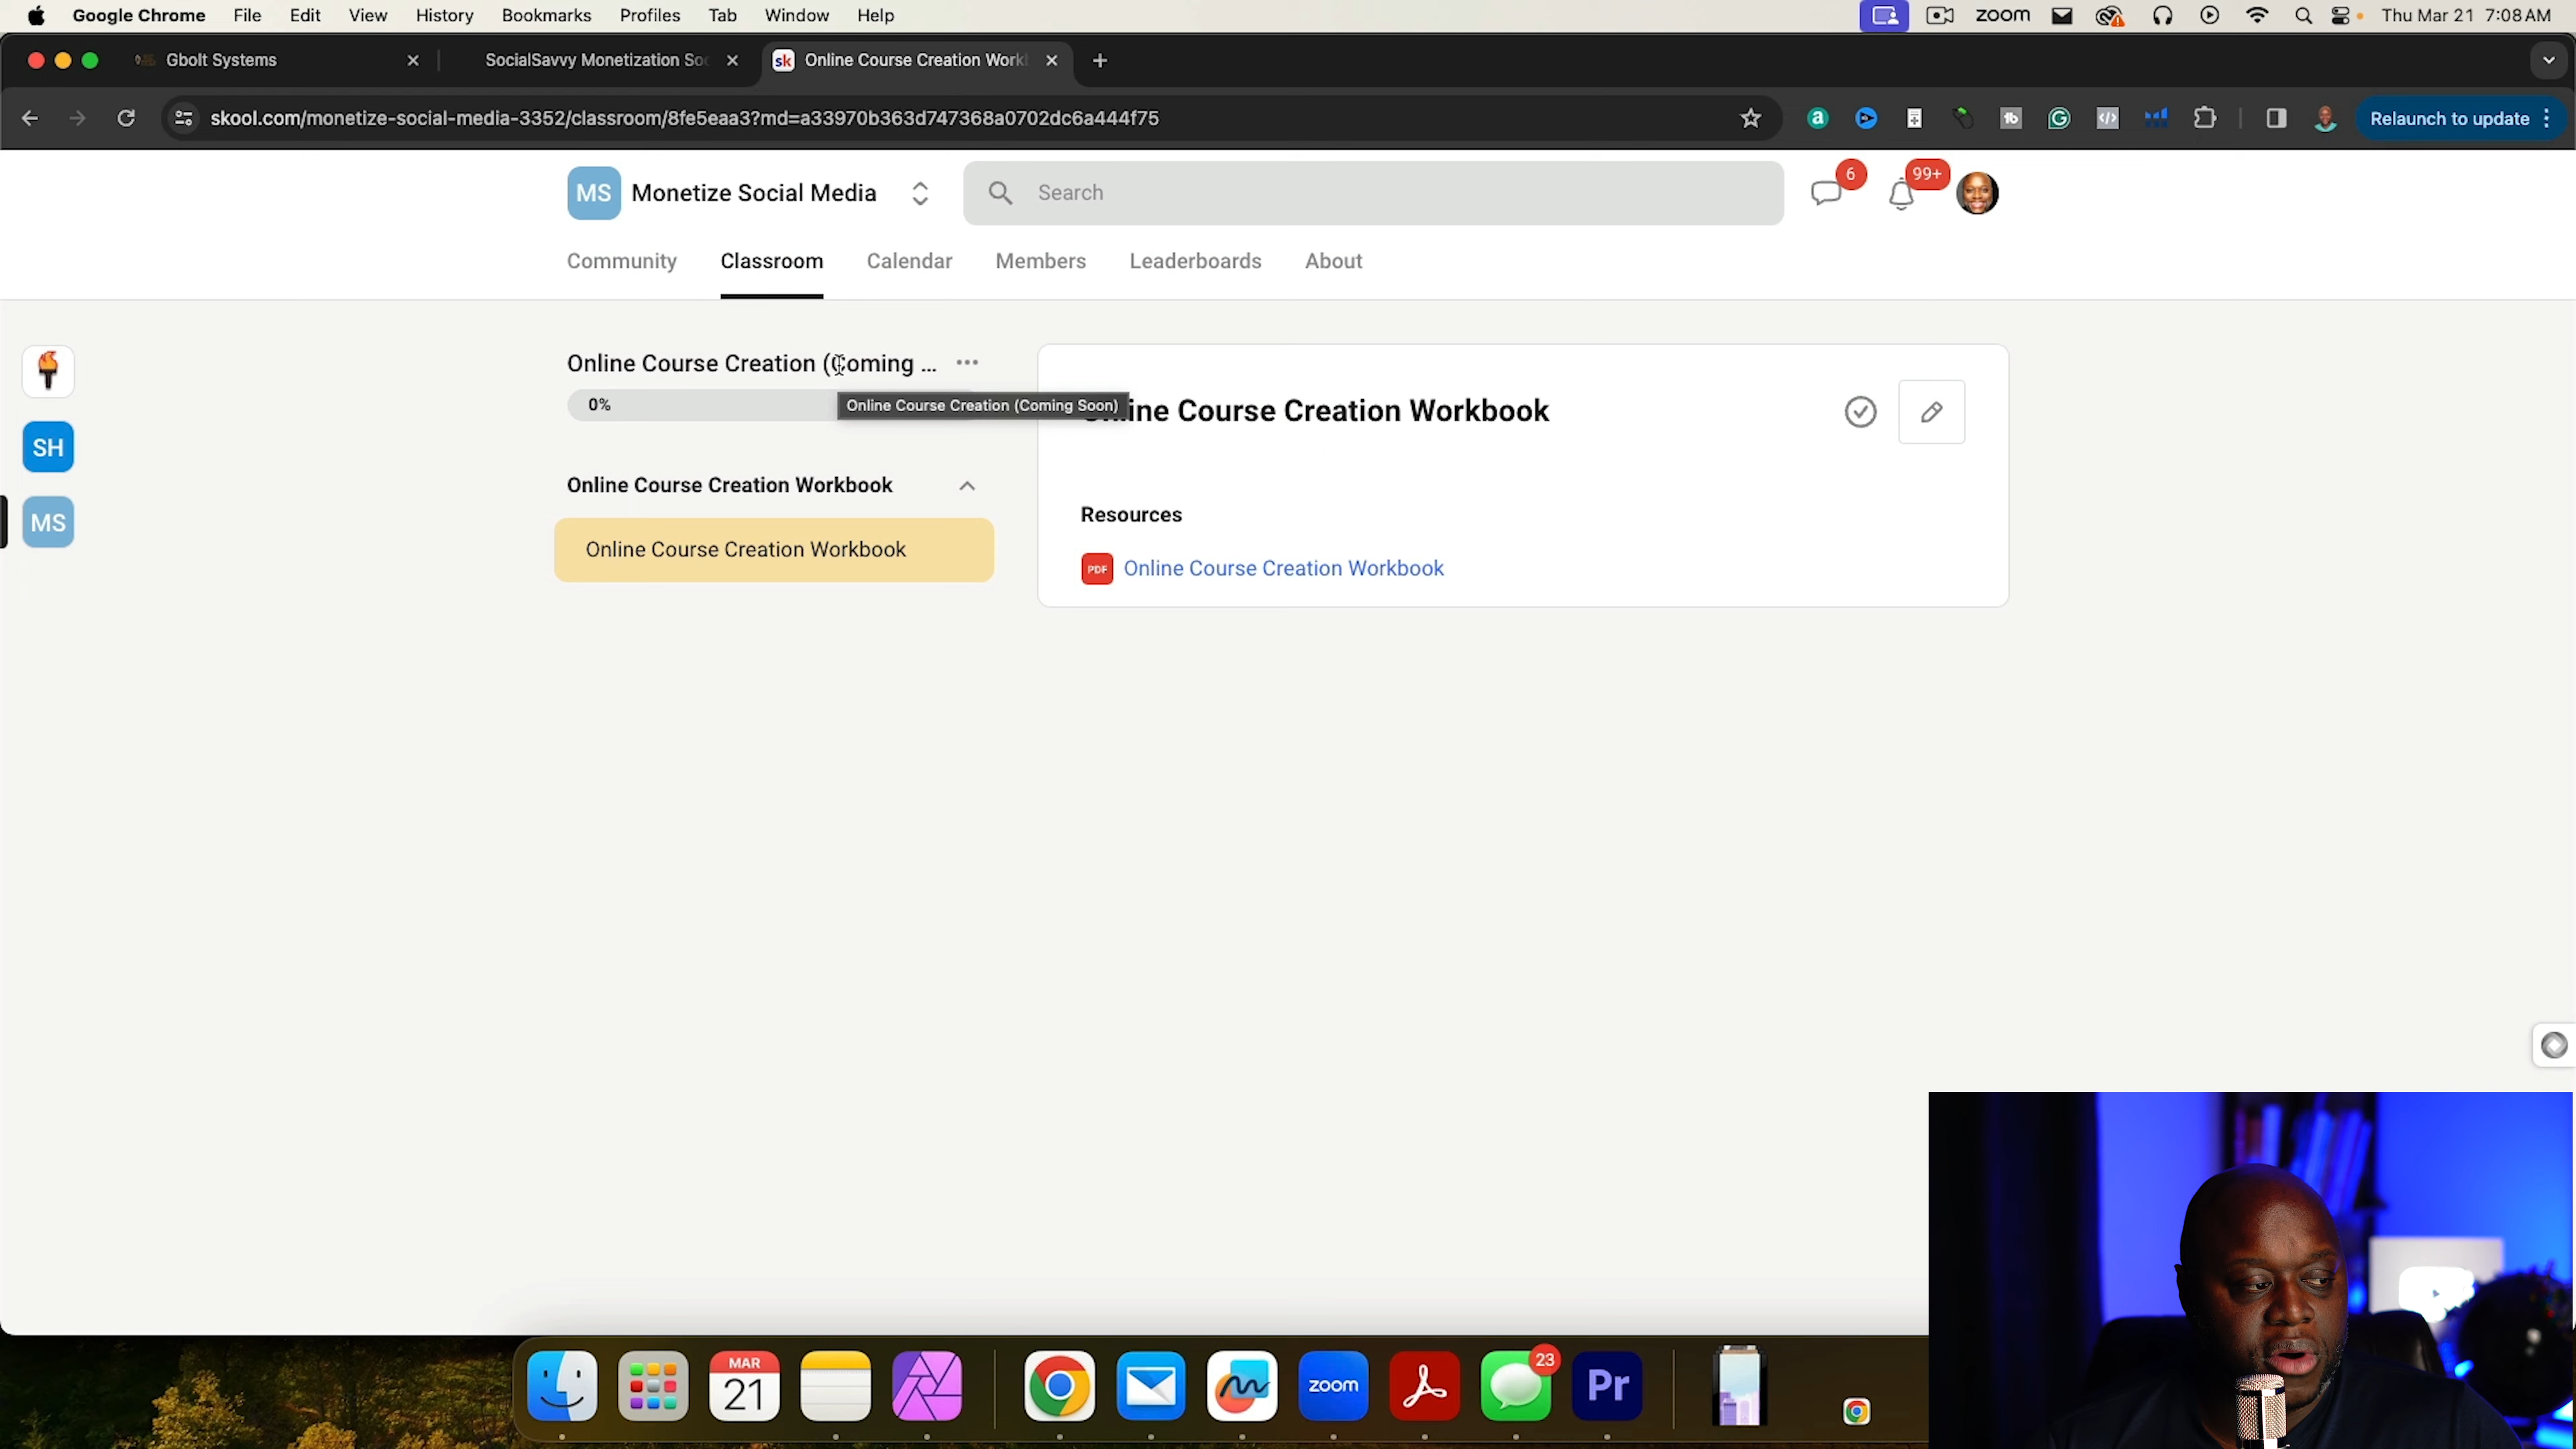 Google Chrome File Edit View History Bookmarks Profiles Tab Window Help zoom Thu Mar 21 7:08 AM
Gbolt Systems SocialSavvy Monetization So Online Course Creation Work
skool.com/monetize-social-media-3352/classroom/8fe5eaa3?md=a33970b363d747368a0702dc6a444f75 Relaunch to update
MS Monetize Social Media Search 6 99+
Community Classroom Calendar Members Leaderboards About
Online Course Creation (Coming ...
0%
Online Course Creation (Coming Soon)
Online Course Creation Workbook
Online Course Creation Workbook
Online Course Creation Workbook
Resources
PDF Online Course Creation Workbook
SH
MS
MAR
21
zoom
23
Pr